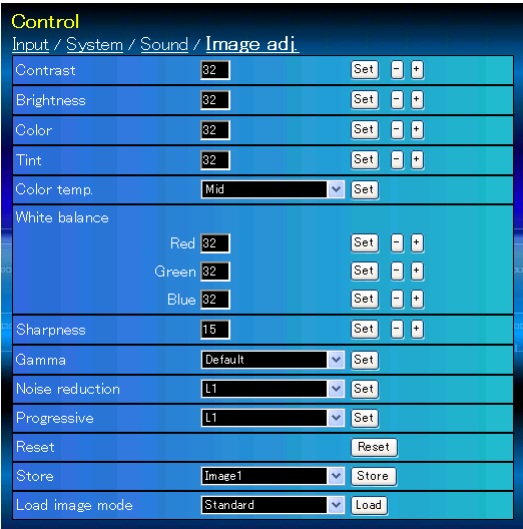 Control
Input / System / Sound / Image adj.
Contrast 32 Set - +
Brightness 32 Set - +
Color 32 Set - +
Tint 32 Set - +
Color temp. Mid Set
White balance
Red 32 Set - +
Green 32 Set - +
Blue 32 Set - +
Sharpness 15 Set - +
Gamma Default Set
Noise reduction L1 Set
Progressive L1 Set
Reset Reset
Store Image1 Store
Load image mode Standard Load